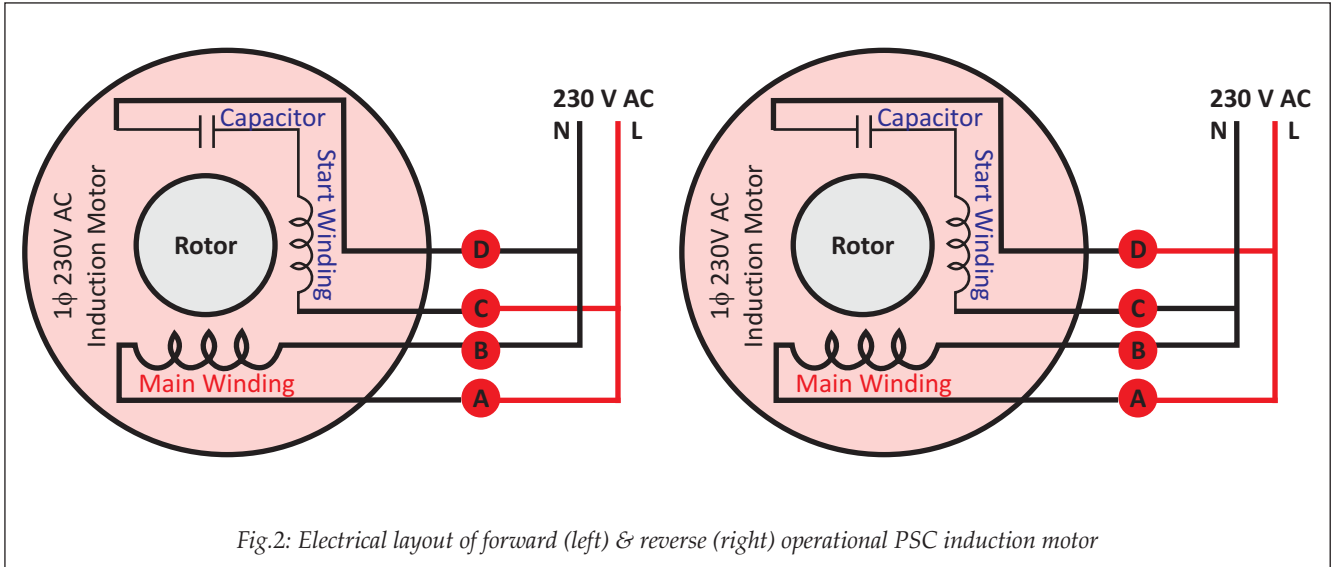 230 V AC
N L
Capacitor
Start Winding
1ϕ 230V AC
Induction Motor
Rotor
D
C
B
Main Winding
A
230 V AC
N L
Capacitor
Start Winding
1ϕ 230V AC
Induction Motor
Rotor
D
C
B
Main Winding
A
Fig.2: Electrical layout of forward (left) & reverse (right) operational PSC induction motor